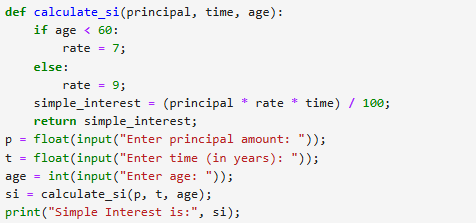 def calculate_si(principal, time, age):
    if age < 60:
        rate = 7;
    else:
        rate = 9;
    simple_interest = (principal * rate * time) / 100;
    return simple_interest;
p = float(input("Enter principal amount: "));
t = float(input("Enter time (in years): "));
age = int(input("Enter age: "));
si = calculate_si(p, t, age);
print("Simple Interest is:", si);